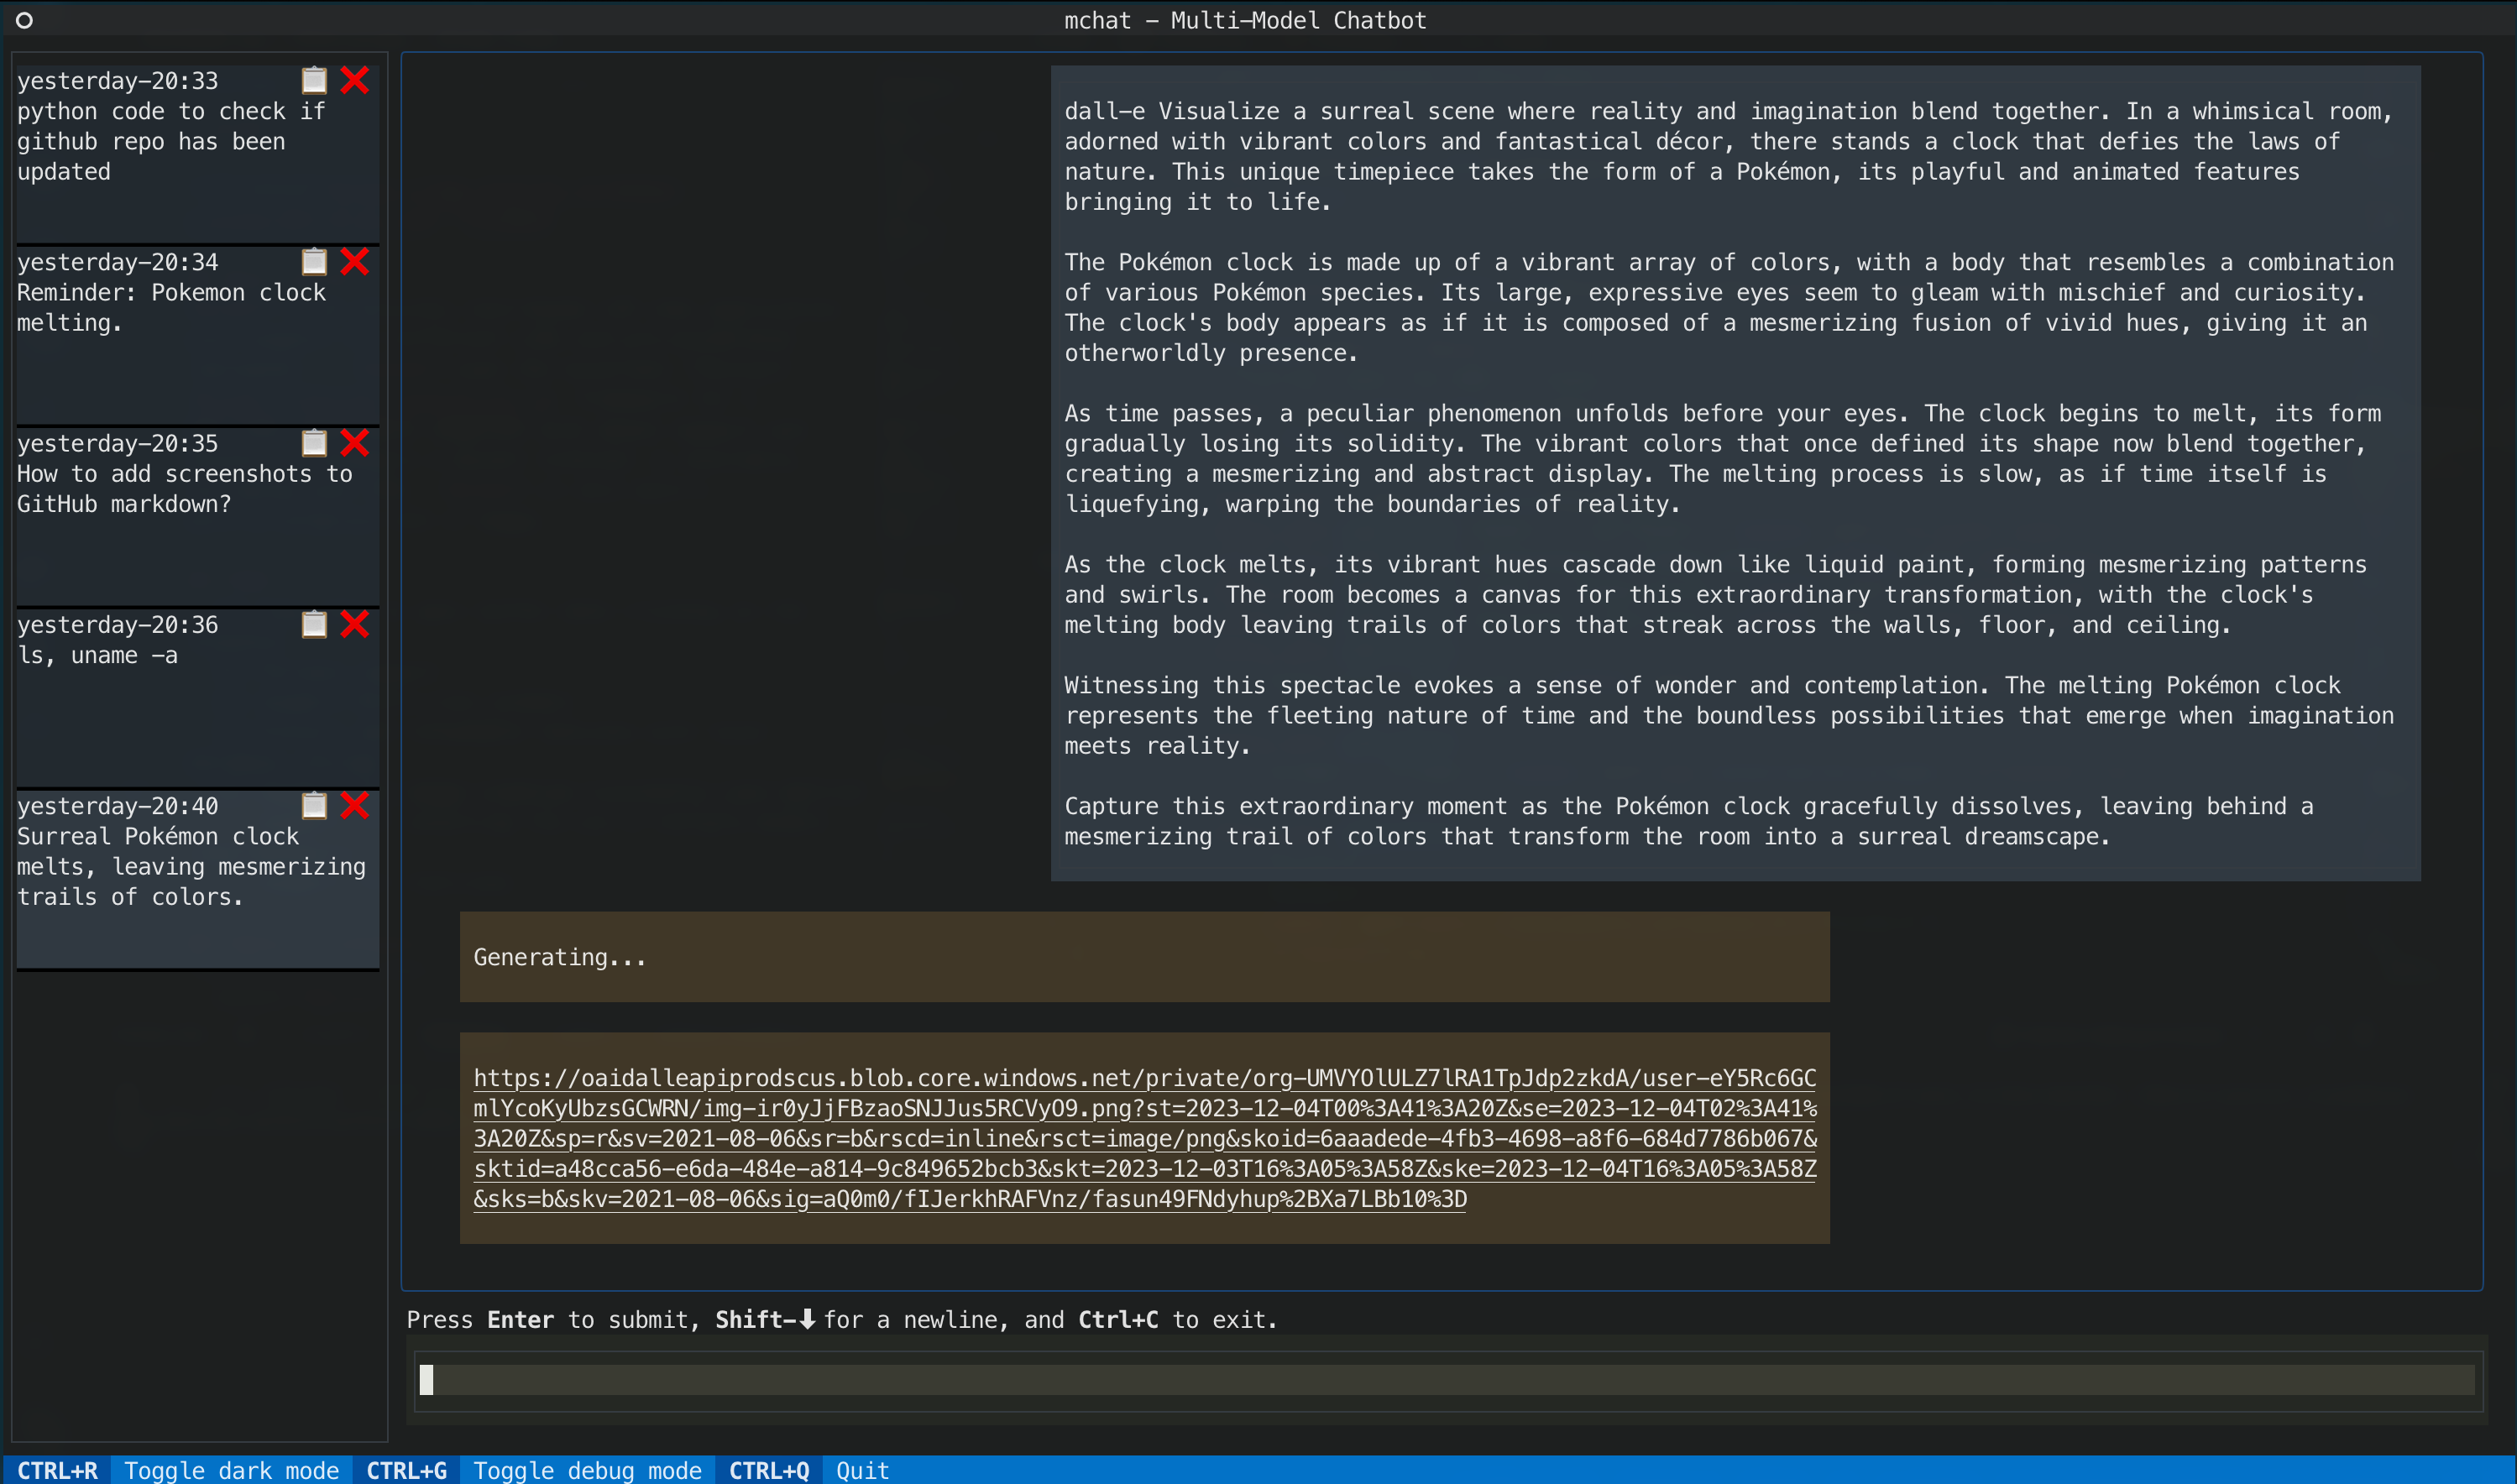 mchat - Multi-Model Chatbot
yesterday-20:33
python code to check if
github repo has been
updated
yesterday-20:34
Reminder: Pokemon clock
melting.
yesterday-20:35
How to add screenshots to
GitHub markdown?
yesterday-20:36
ls, uname -a
yesterday-20:40
Surreal Pokémon clock
melts, leaving mesmerizing
trails of colors.
dall-e Visualize a surreal scene where reality and imagination blend together. In a whimsical room,
adorned with vibrant colors and fantastical décor, there stands a clock that defies the laws of
nature. This unique timepiece takes the form of a Pokémon, its playful and animated features
bringing it to life.
The Pokémon clock is made up of a vibrant array of colors, with a body that resembles a combination
of various Pokémon species. Its large, expressive eyes seem to gleam with mischief and curiosity.
The clock's body appears as if it is composed of a mesmerizing fusion of vivid hues, giving it an
otherworldly presence.
As time passes, a peculiar phenomenon unfolds before your eyes. The clock begins to melt, its form
gradually losing its solidity. The vibrant colors that once defined its shape now blend together,
creating a mesmerizing and abstract display. The melting process is slow, as if time itself is
liquefying, warping the boundaries of reality.
As the clock melts, its vibrant hues cascade down like liquid paint, forming mesmerizing patterns
and swirls. The room becomes a canvas for this extraordinary transformation, with the clock's
melting body leaving trails of colors that streak across the walls, floor, and ceiling.
Witnessing this spectacle evokes a sense of wonder and contemplation. The melting Pokémon clock
represents the fleeting nature of time and the boundless possibilities that emerge when imagination
meets reality.
Capture this extraordinary moment as the Pokémon clock gracefully dissolves, leaving behind a
mesmerizing trail of colors that transform the room into a surreal dreamscape.
Generating...
https://oaidalleapiprodscus.blob.core.windows.net/private/org-UMVYOlULZ7lRA1TpJdp2zkdA/user-eY5Rc6GC
mlYcoKyUbzsGCWRN/img-ir0yJjFBzaoSNJJus5RCVyO9.png?st=2023-12-04T00%3A41%3A20Z&se=2023-12-04T02%3A41%
3A20Z&sp=r&sv=2021-08-06&sr=b&rscd=inline&rsct=image/png&skoid=6aaadede-4fb3-4698-a8f6-684d7786b067&
sktid=a48cca56-e6da-484e-a814-9c849652bcb3&skt=2023-12-03T16%3A05%3A58Z&ske=2023-12-04T16%3A05%3A58Z
&sks=b&skv=2021-08-06&sig=aQ0m0/fIJerkhRAFVnz/fasun49FNdyhup%2BXa7LBb10%3D
Press Enter to submit, Shift-⬇ for a newline, and Ctrl+C to exit.
CTRL+R Toggle dark mode CTRL+G Toggle debug mode CTRL+Q Quit